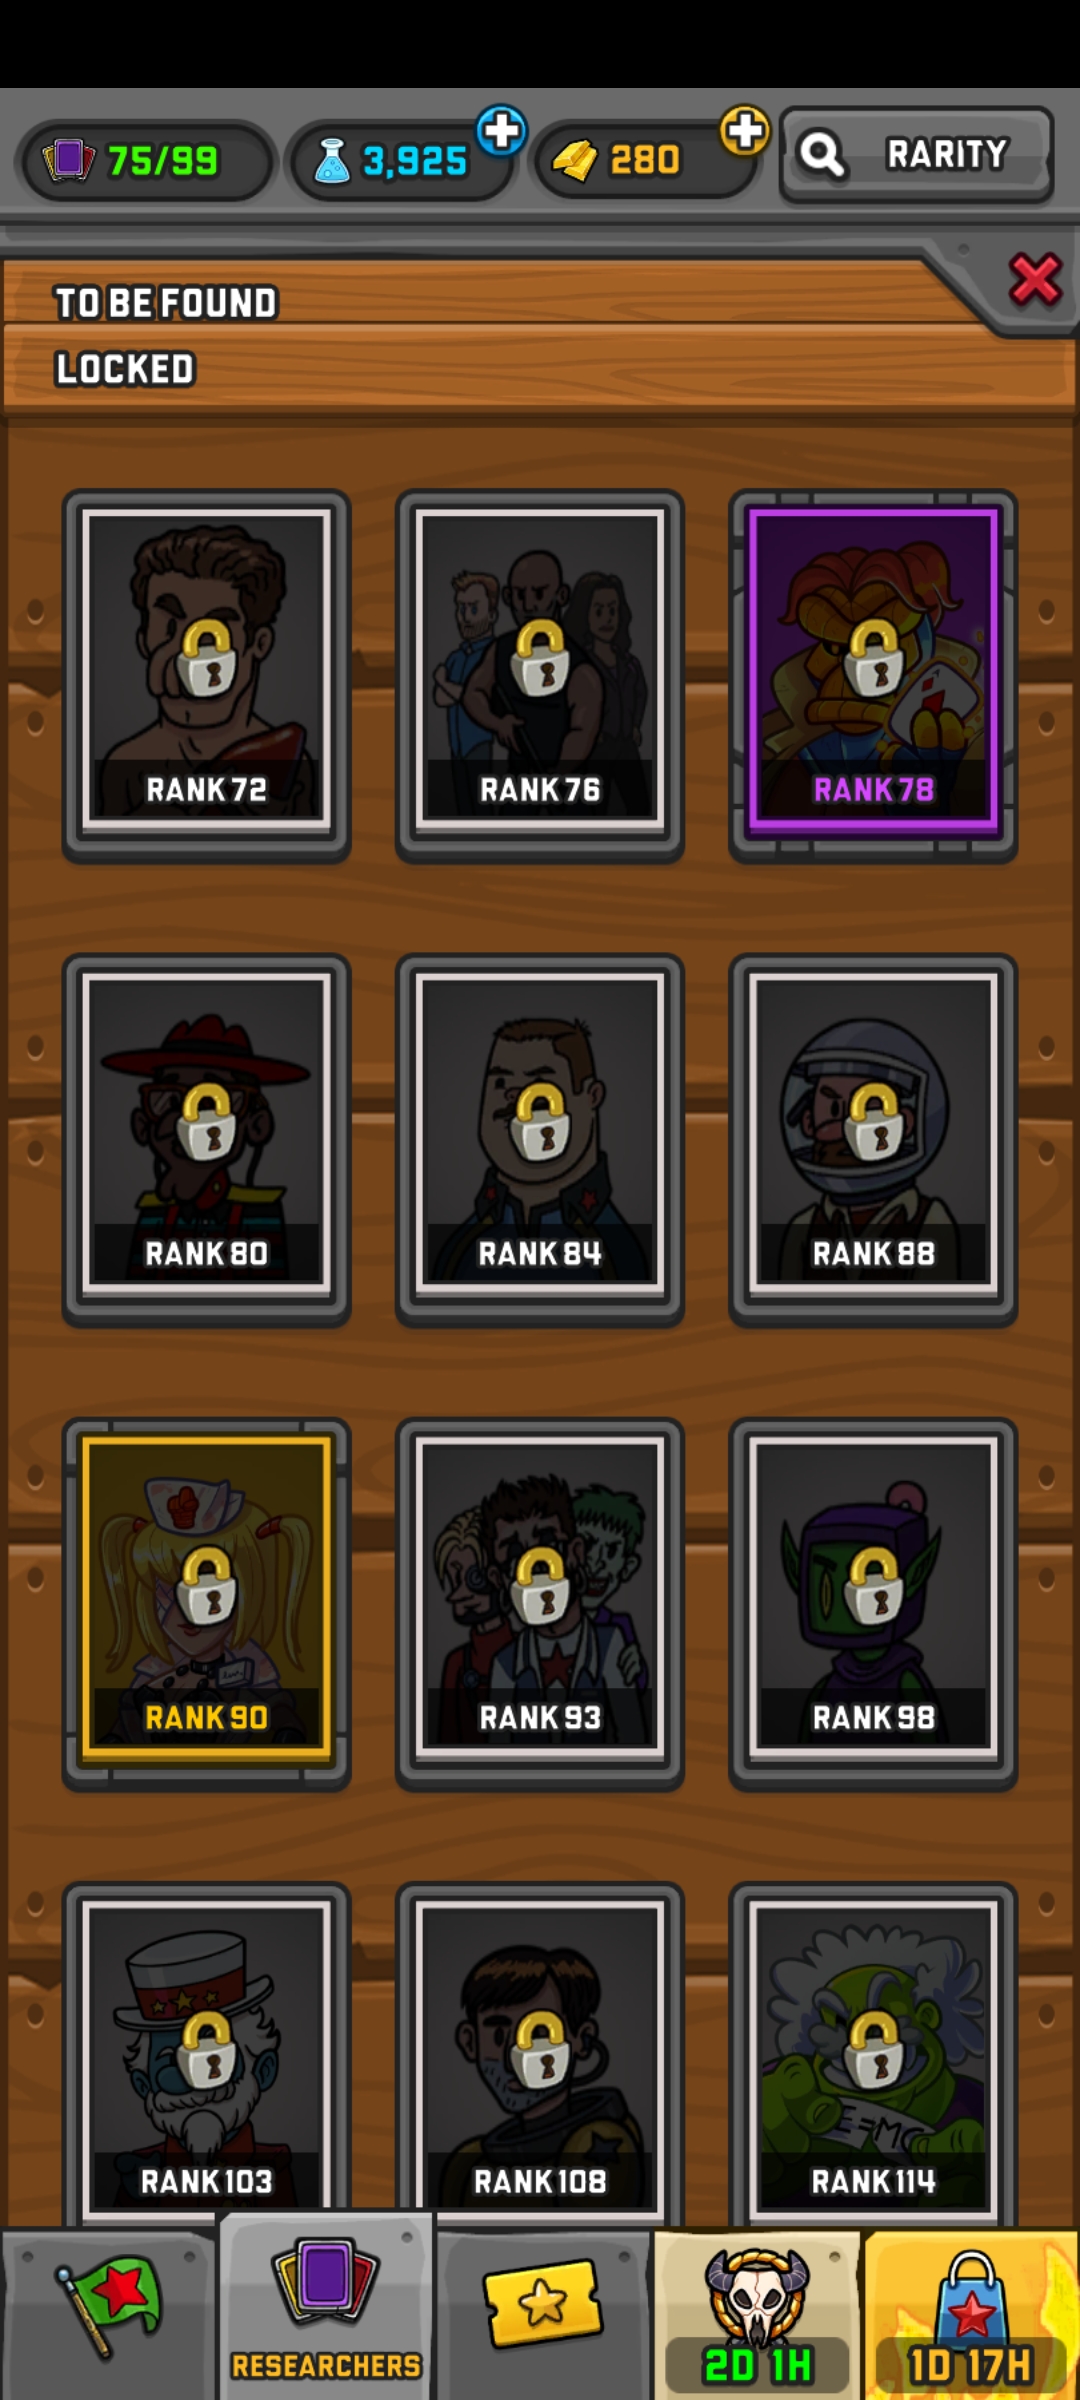 75/99
3,925
280
RARITY
TO BE FOUND
LOCKED
RANK 72
RANK 76
RANK 78
RANK 80
RANK 84
RANK 88
RANK 90
RANK 93
RANK 98
E=MC
RANK 103
RANK 108
RANK 114
RESEARCHERS
2D 1H
1D 17H